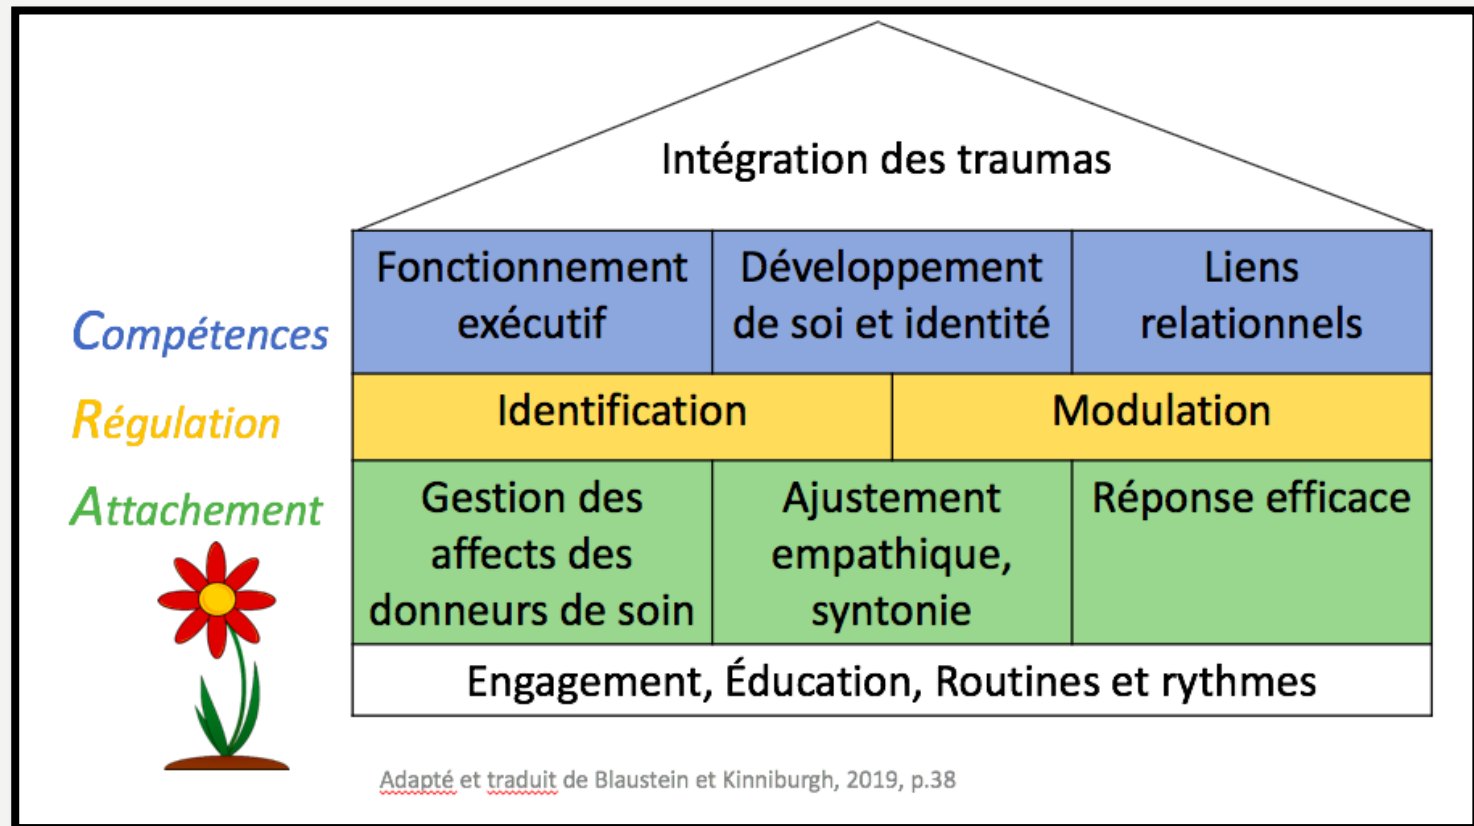 Intégration des traumas
Compétences
Fonctionnement
exécutif
Développement
de soi et identité
Liens
relationnels
Régulation
Identification
Modulation
Attachement
Gestion des
affects des
donneurs de soin
Ajustement
empathique,
syntonie
Réponse efficace
Engagement, Éducation, Routines et rythmes
Adapté et traduit de Blaustein et Kinniburgh, 2019, p.38